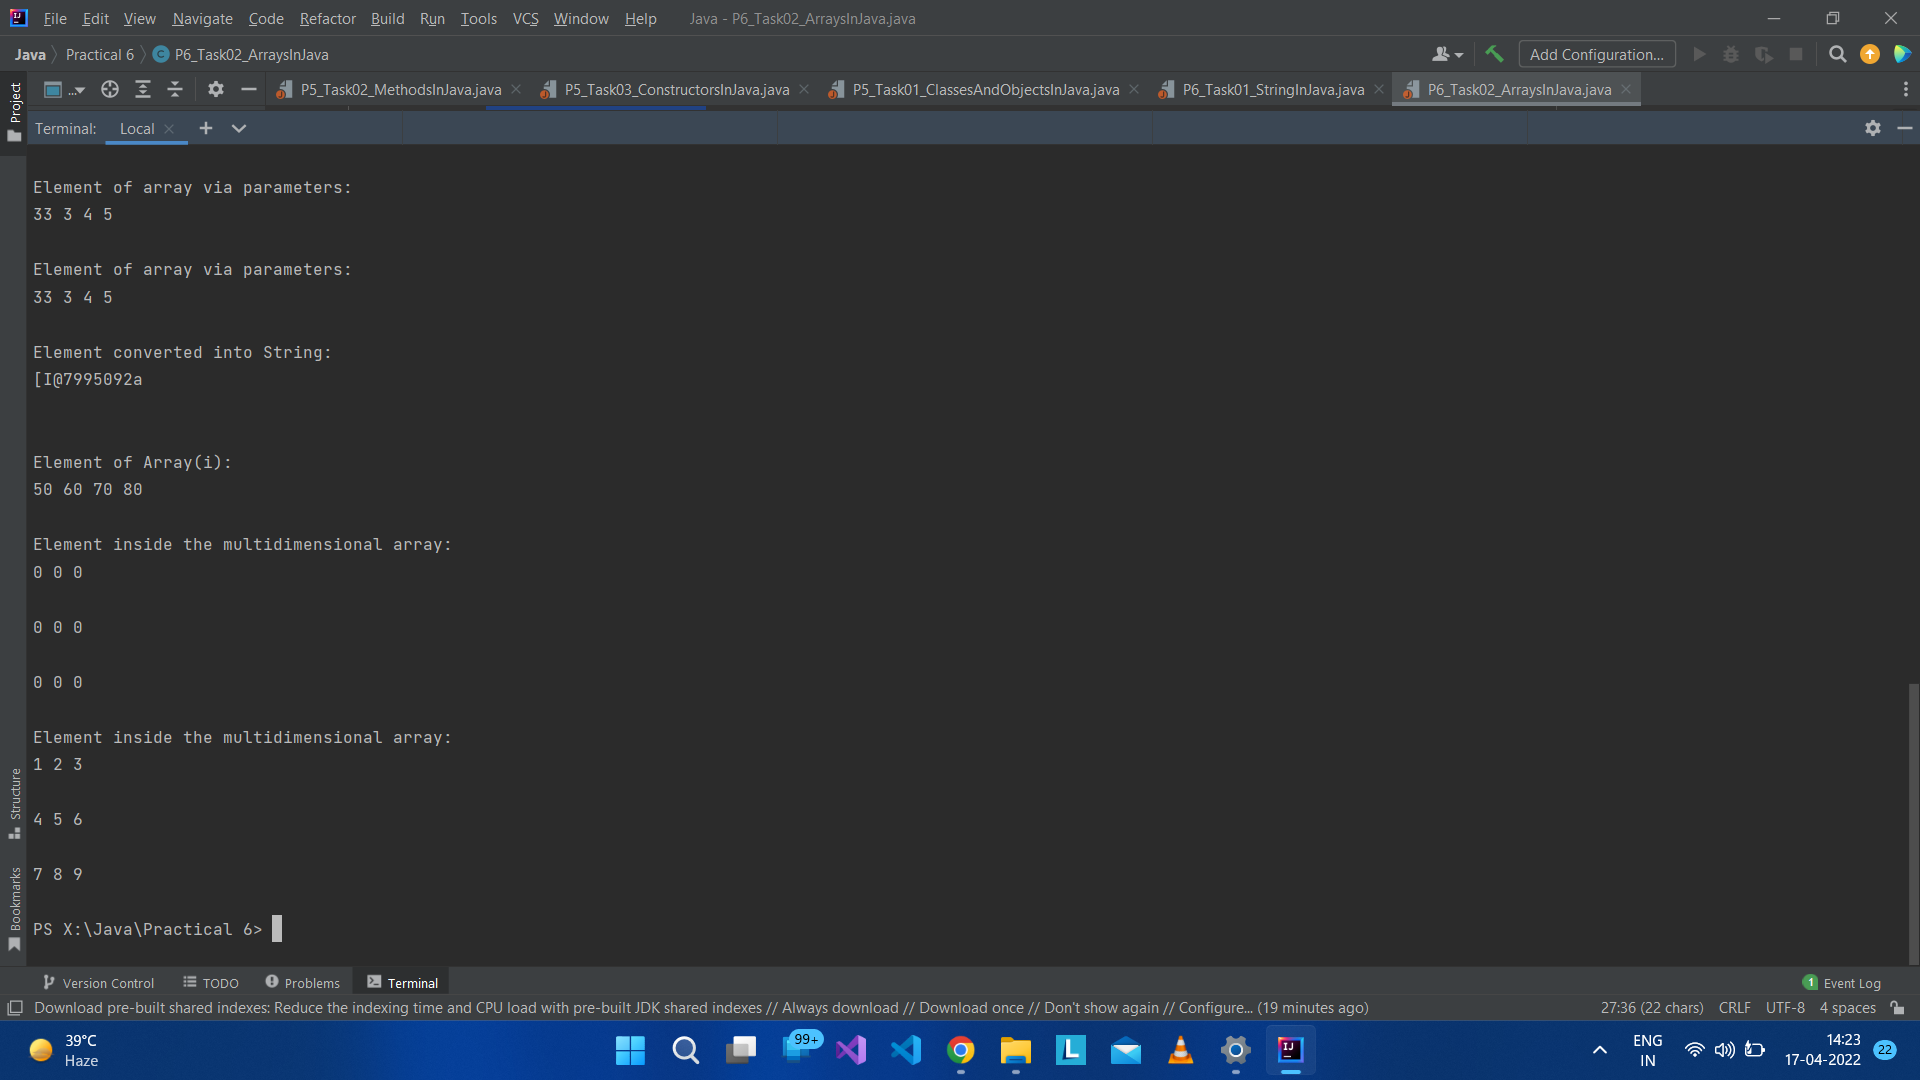 File Edit View Navigate Code Refactor Build Run Tools VCS Window Help Java - P6_Task02_ArraysInJava.java
Java Practical 6 P6_Task02_ArraysInJava Add Configuration...
P5_Task02_MethodsInJava.java P5_Task03_ConstructorsInJava.java P5_Task01_ClassesAndObjectsInJava.java P6_Task01_StringInJava.java P6_Task02_ArraysInJava.java
Project
Terminal: Local
Element of array via parameters:
33 3 4 5
Element of array via parameters:
33 3 4 5
Element converted into String:
[I@7995092a
Element of Array(i):
50 60 70 80
Element inside the multidimensional array:
0 0 0
0 0 0
0 0 0
Element inside the multidimensional array:
1 2 3
4 5 6
7 8 9
PS X:\Java\Practical 6>
Structure
Bookmarks
Version Control TODO Problems Terminal 1 Event Log
Download pre-built shared indexes: Reduce the indexing time and CPU load with pre-built JDK shared indexes // Always download // Download once // Don't show again // Configure... (19 minutes ago) 27:36 (22 chars) CRLF UTF-8 4 spaces
39°C
Haze
99+
L
IJ
ENG
IN
14:23
17-04-2022
22